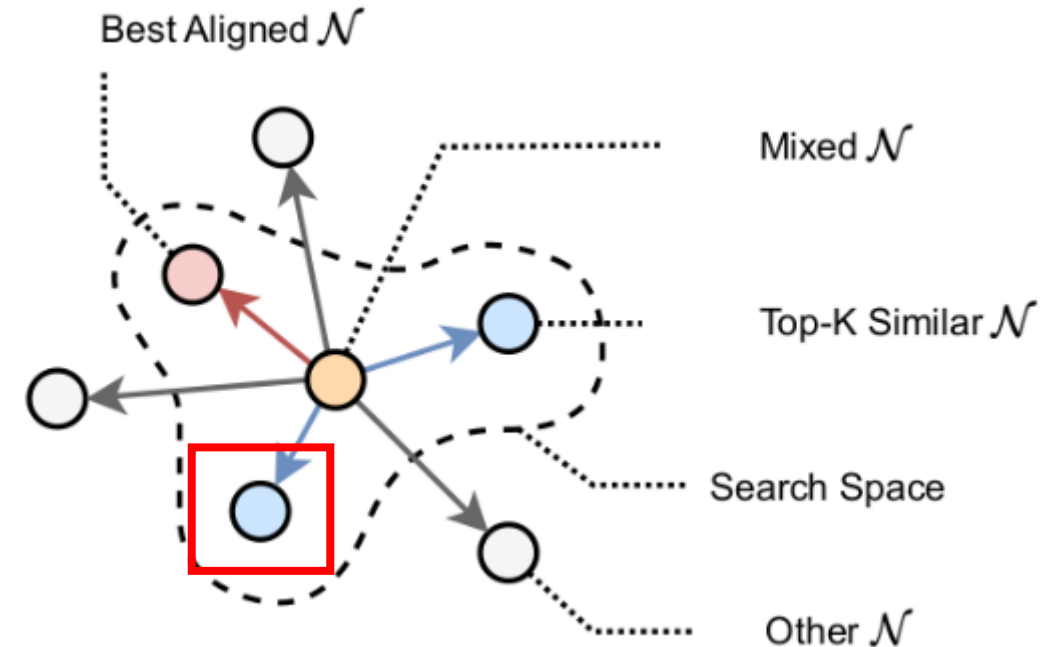 Best Aligned 𝒩
Mixed 𝒩
Top-K Similar 𝒩
Search Space
Other 𝒩